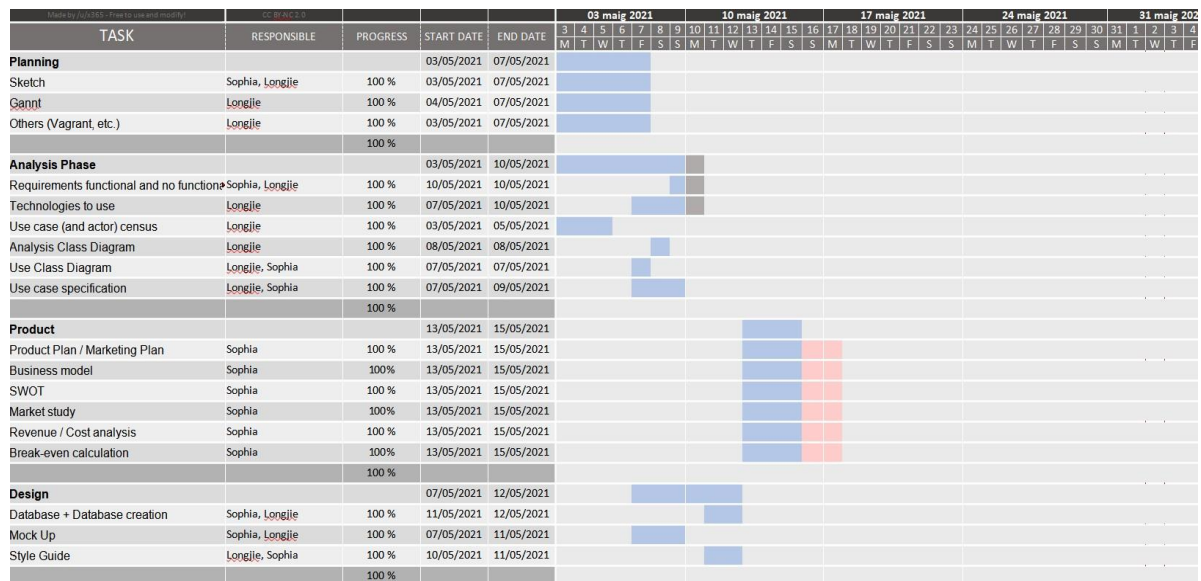 Made by /u/x365 - Free to use and modify! CC BY-NC 2.0 03 maig 2021 10 maig 2021 17 maig 2021 24 maig 2021 31 maig 202
TASK RESPONSIBLE PROGRESS START DATE END DATE 3 4 5 6 7 8 9 10 11 12 13 14 15 16 17 18 19 20 21 22 23 24 25 26 27 28 29 30 31 1 2 3 4
M T W T F S S M T W T F S S M T W T F S S M T W T F S S M T W T F
Planning 03/05/2021 07/05/2021
Sketch Sophia, Longjie 100 % 03/05/2021 07/05/2021
Gannt Longjie 100 % 04/05/2021 07/05/2021
Others (Vagrant, etc.) Longjie 100 % 03/05/2021 07/05/2021
100 %
Analysis Phase 03/05/2021 10/05/2021
Requirements functional and no functiona Sophia, Longjie 100 % 10/05/2021 10/05/2021
Technologies to use Longjie 100 % 07/05/2021 10/05/2021
Use case (and actor) census Longjie 100 % 03/05/2021 05/05/2021
Analysis Class Diagram Longjie 100 % 08/05/2021 08/05/2021
Use Class Diagram Longjie, Sophia 100 % 07/05/2021 07/05/2021
Use case specification Longjie, Sophia 100 % 07/05/2021 09/05/2021
100 %
Product 13/05/2021 15/05/2021
Product Plan / Marketing Plan Sophia 100 % 13/05/2021 15/05/2021
Business model Sophia 100% 13/05/2021 15/05/2021
SWOT Sophia 100 % 13/05/2021 15/05/2021
Market study Sophia 100% 13/05/2021 15/05/2021
Revenue / Cost analysis Sophia 100 % 13/05/2021 15/05/2021
Break-even calculation Sophia 100 % 13/05/2021 15/05/2021
100 %
Design 07/05/2021 12/05/2021
Database + Database creation Sophia, Longjie 100 % 11/05/2021 12/05/2021
Mock Up Sophia, Longjie 100 % 07/05/2021 11/05/2021
Style Guide Longjie, Sophia 100 % 10/05/2021 11/05/2021
100 %